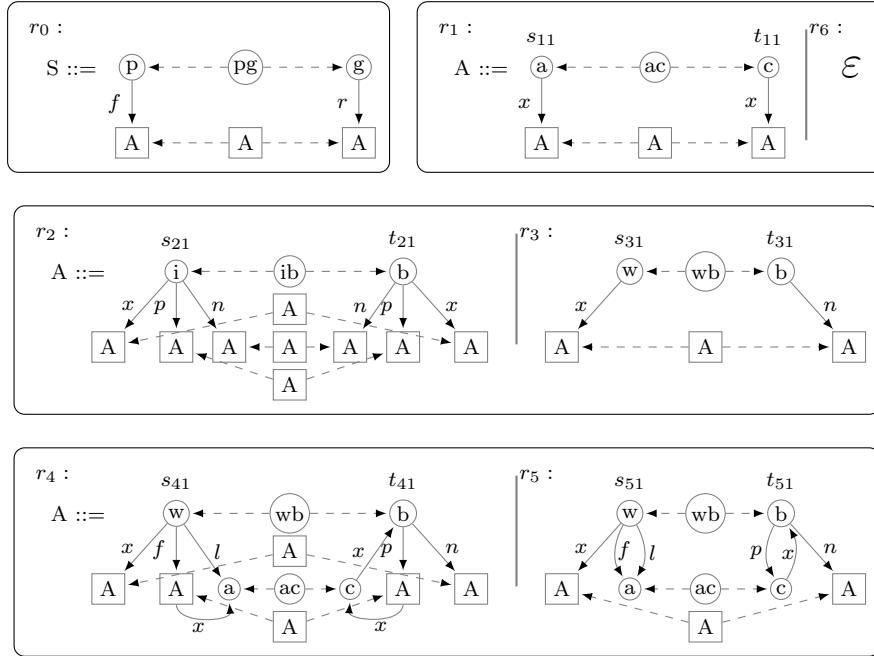 r0 : r1 : s11 t11 r6 :
S ::= p pg g A ::= a ac c ε
f r x x
A A A A A A
r2 : s21 t21 r3 : s31 t31
A ::= i ib b w wb b
x p n A n p x x n
A A A A A A A A A A
A
r4 : s41 t41 r5 : s51 t51
A ::= w wb b w wb b
x f l A x p n x f l p x n
A A a ac c A A A a ac c A
x A x A